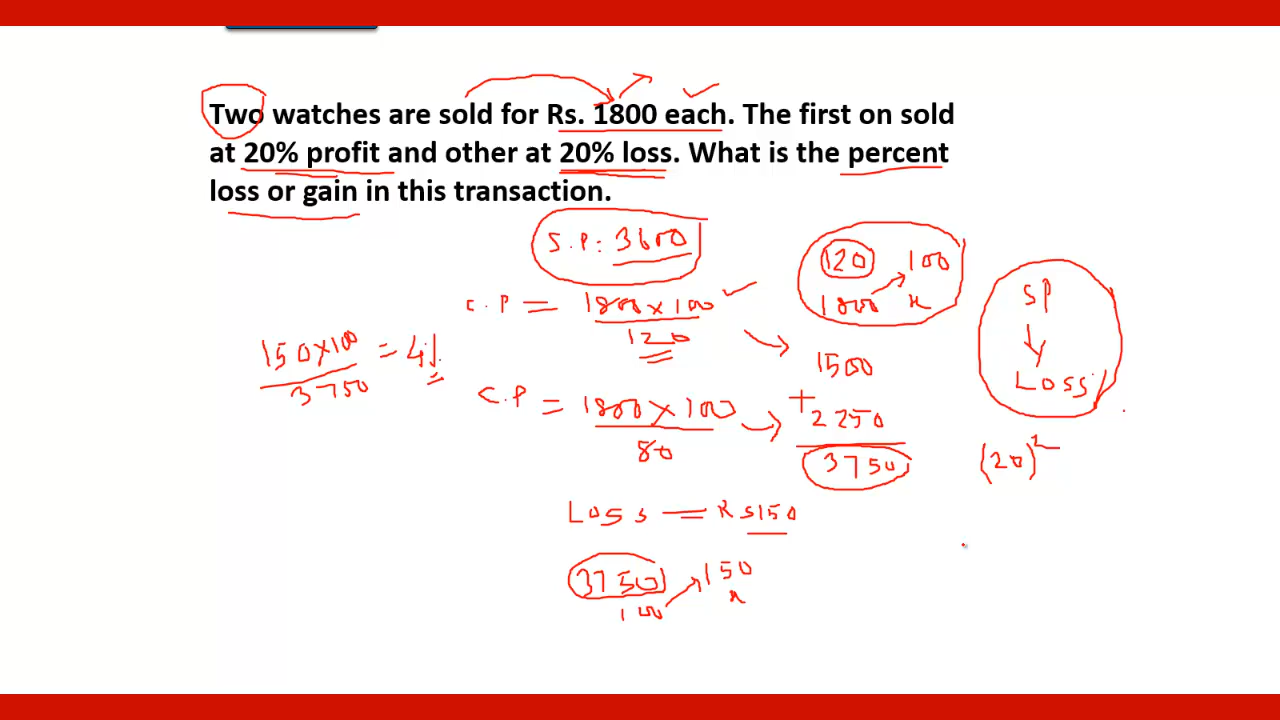 Two watches are sold for Rs. 1800 each. The first on sold
at 20% profit and other at 20% loss. What is the percent
loss or gain in this transaction.
S.P: 3600
120 100
1800 x
C.P = 1800 x 100
120
1500
SP
LOSS
150 x 100 = 4%
3750
C.P = 1800 x 100
80
+ 2250
3750
(20)²
Loss = Rs 150
3750 150
100 x